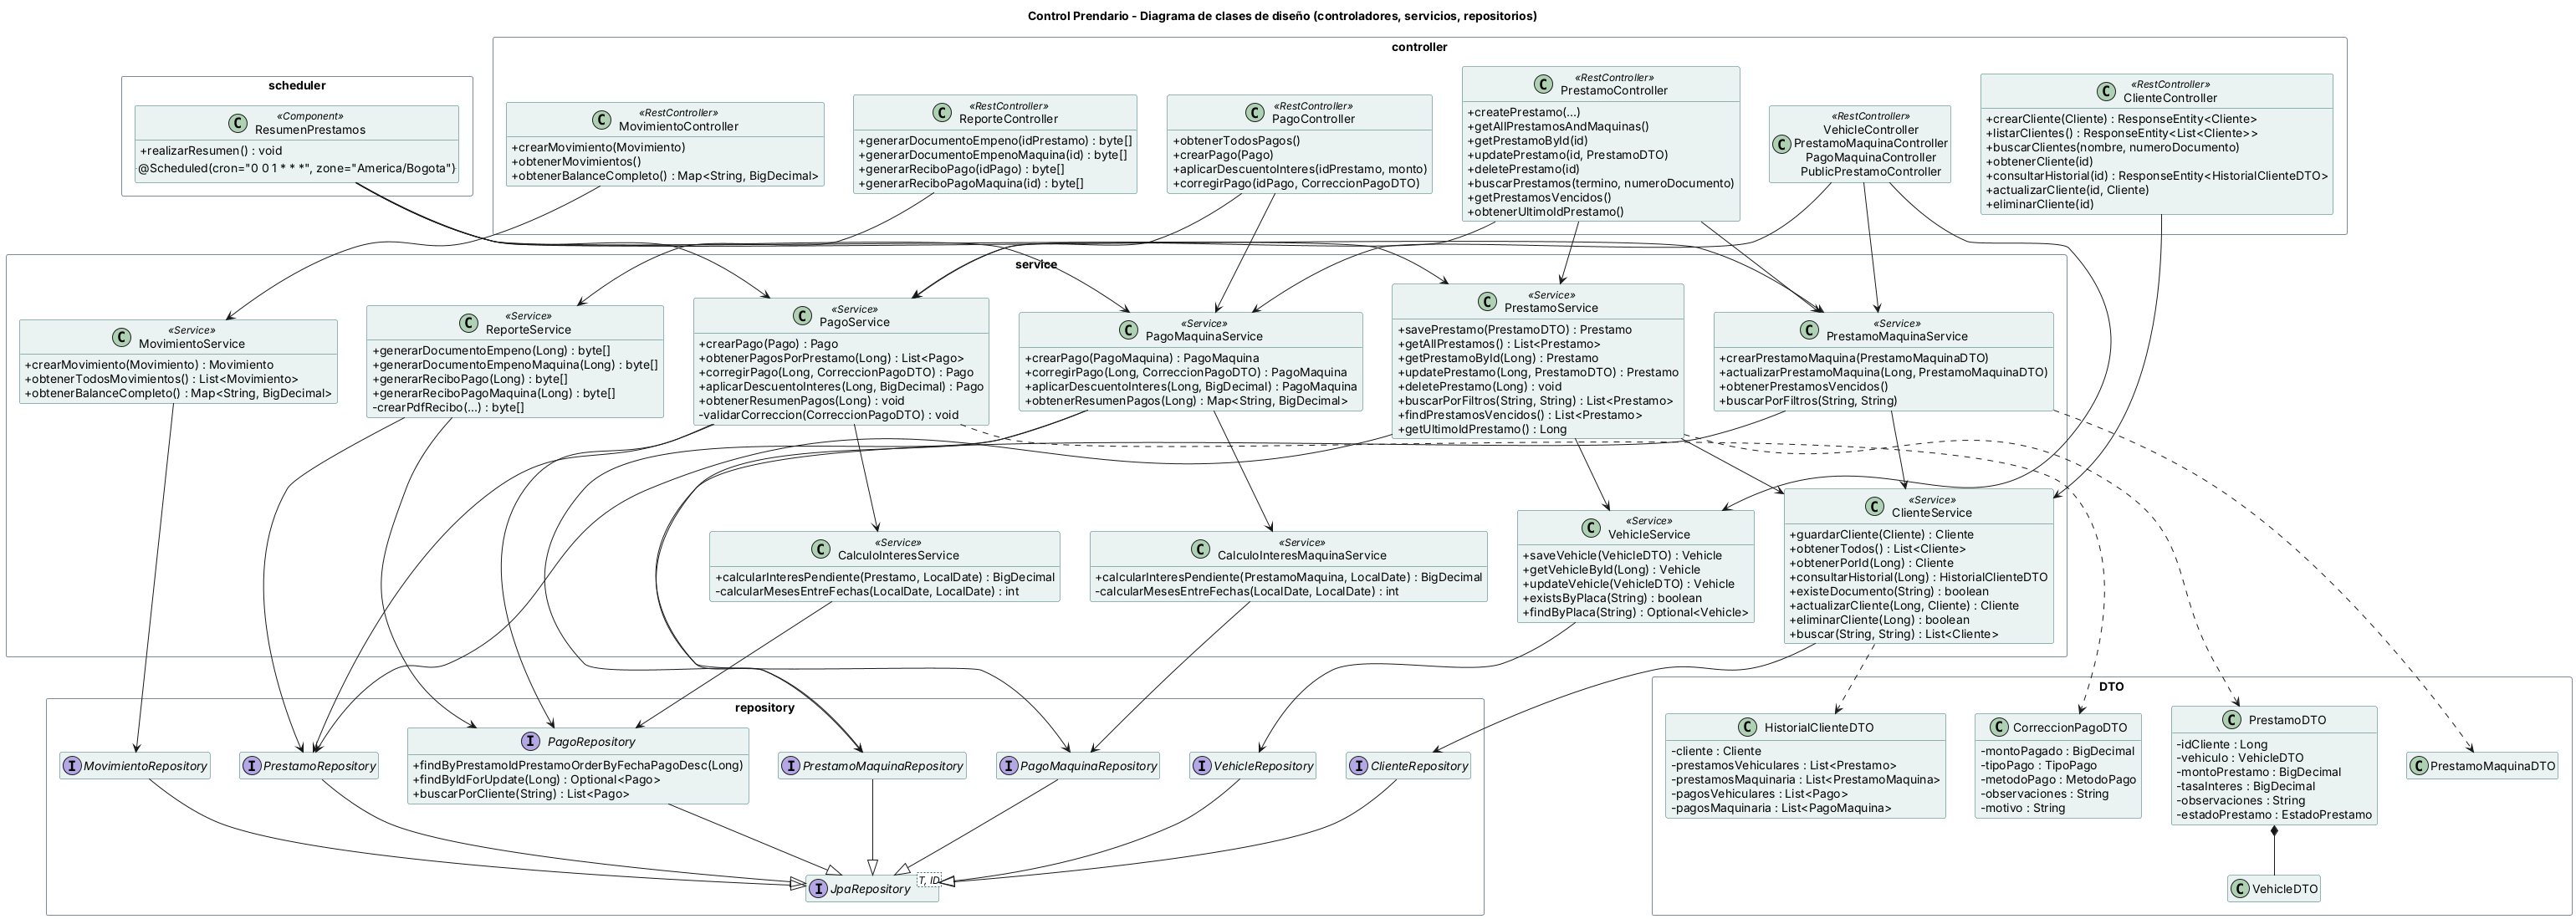 Control Prendario - Diagrama de clases de diseño (controladores, servicios, repositorios)
controller
scheduler
«Component»
ResumenPrestamos
+realizarResumen() : void
@Scheduled(cron="0 0 1 * * *", zone="America/Bogota"}
«RestController»
MovimientoController
+crearMovimiento(Movimiento)
+obtenerMovimientos()
+obtenerBalanceCompleto() : Map<String, BigDecimal>
«RestController»
ReporteController
+generarDocumentoEmpeno(idPrestamo) : byte[]
+generarDocumentoEmpenoMaquina(id) : byte[]
+generarReciboPago(idPago) : byte[]
+generarReciboPagoMaquina(id) : byte[]
«RestController»
PagoController
+obtenerTodosPagos()
+crearPago(Pago)
+aplicarDescuentoInteres(idPrestamo, monto)
+corregirPago(idPago, CorreccionPagoDTO)
«RestController»
PrestamoController
+createPrestamo(...)
+getAllPrestamosAndMaquinas()
+getPrestamoById(id)
+updatePrestamo(id, PrestamoDTO)
+deletePrestamo(id)
+buscarPrestamos(termino, numeroDocumento)
+getPrestamosVencidos()
+obtenerUltimoIdPrestamo()
«RestController»
VehicleController
PrestamoMaquinaController
PagoMaquinaController
PublicPrestamoController
«RestController»
ClienteController
+crearCliente(Cliente) : ResponseEntity<Cliente>
+listarClientes() : ResponseEntity<List<Cliente>>
+buscarClientes(nombre, numeroDocumento)
+obtenerCliente(id)
+consultarHistorial(id) : ResponseEntity<HistorialClienteDTO>
+actualizarCliente(id, Cliente)
+eliminarCliente(id)
service
«Service»
MovimientoService
+crearMovimiento(Movimiento) : Movimiento
+obtenerTodosMovimientos() : List<Movimiento>
+obtenerBalanceCompleto() : Map<String, BigDecimal>
«Service»
ReporteService
+generarDocumentoEmpeno(Long) : byte[]
+generarDocumentoEmpenoMaquina(Long) : byte[]
+generarReciboPago(Long) : byte[]
+generarReciboPagoMaquina(Long) : byte[]
-crearPdfRecibo(...) : byte[]
«Service»
PagoService
+crearPago(Pago) : Pago
+obtenerPagosPorPrestamo(Long) : List<Pago>
+corregirPago(Long, CorreccionPagoDTO) : Pago
+aplicarDescuentoInteres(Long, BigDecimal) : Pago
+obtenerResumenPagos(Long) : void
-validarCorreccion(CorreccionPagoDTO) : void
«Service»
PagoMaquinaService
+crearPago(PagoMaquina) : PagoMaquina
+corregirPago(Long, CorreccionPagoDTO) : PagoMaquina
+aplicarDescuentoInteres(Long, BigDecimal) : PagoMaquina
+obtenerResumenPagos(Long) : Map<String, BigDecimal>
«Service»
PrestamoService
+savePrestamo(PrestamoDTO) : Prestamo
+getAllPrestamos() : List<Prestamo>
+getPrestamoById(Long) : Prestamo
+updatePrestamo(Long, PrestamoDTO) : Prestamo
+deletePrestamo(Long) : void
+buscarPorFiltros(String, String) : List<Prestamo>
+findPrestamosVencidos() : List<Prestamo>
+getUltimoIdPrestamo() : Long
«Service»
PrestamoMaquinaService
+crearPrestamoMaquina(PrestamoMaquinaDTO)
+actualizarPrestamoMaquina(Long, PrestamoMaquinaDTO)
+obtenerPrestamosVencidos()
+buscarPorFiltros(String, String)
«Service»
CalculoInteresService
+calcularInteresPendiente(Prestamo, LocalDate) : BigDecimal
-calcularMesesEntreFechas(LocalDate, LocalDate) : int
«Service»
CalculoInteresMaquinaService
+calcularInteresPendiente(PrestamoMaquina, LocalDate) : BigDecimal
-calcularMesesEntreFechas(LocalDate, LocalDate) : int
«Service»
VehicleService
+saveVehicle(VehicleDTO) : Vehicle
+getVehicleById(Long) : Vehicle
+updateVehicle(VehicleDTO) : Vehicle
+existsByPlaca(String) : boolean
+findByPlaca(String) : Optional<Vehicle>
«Service»
ClienteService
+guardarCliente(Cliente) : Cliente
+obtenerTodos() : List<Cliente>
+obtenerPorId(Long) : Cliente
+consultarHistorial(Long) : HistorialClienteDTO
+existeDocumento(String) : boolean
+actualizarCliente(Long, Cliente) : Cliente
+eliminarCliente(Long) : boolean
+buscar(String, String) : List<Cliente>
repository
MovimientoRepository
PrestamoRepository
PagoRepository
+findByPrestamoIdPrestamoOrderByFechaPagoDesc(Long)
+findByIdForUpdate(Long) : Optional<Pago>
+buscarPorCliente(String) : List<Pago>
PrestamoMaquinaRepository
PagoMaquinaRepository
VehicleRepository
ClienteRepository
JpaRepository
T, ID
DTO
HistorialClienteDTO
-cliente : Cliente
-prestamosVehiculares : List<Prestamo>
-prestamosMaquinaria : List<PrestamoMaquina>
-pagosVehiculares : List<Pago>
-pagosMaquinaria : List<PagoMaquina>
CorreccionPagoDTO
-montoPagado : BigDecimal
-tipoPago : TipoPago
-metodoPago : MetodoPago
-observaciones : String
-motivo : String
PrestamoDTO
-idCliente : Long
-vehiculo : VehicleDTO
-montoPrestamo : BigDecimal
-tasaInteres : BigDecimal
-observaciones : String
-estadoPrestamo : EstadoPrestamo
PrestamoMaquinaDTO
VehicleDTO